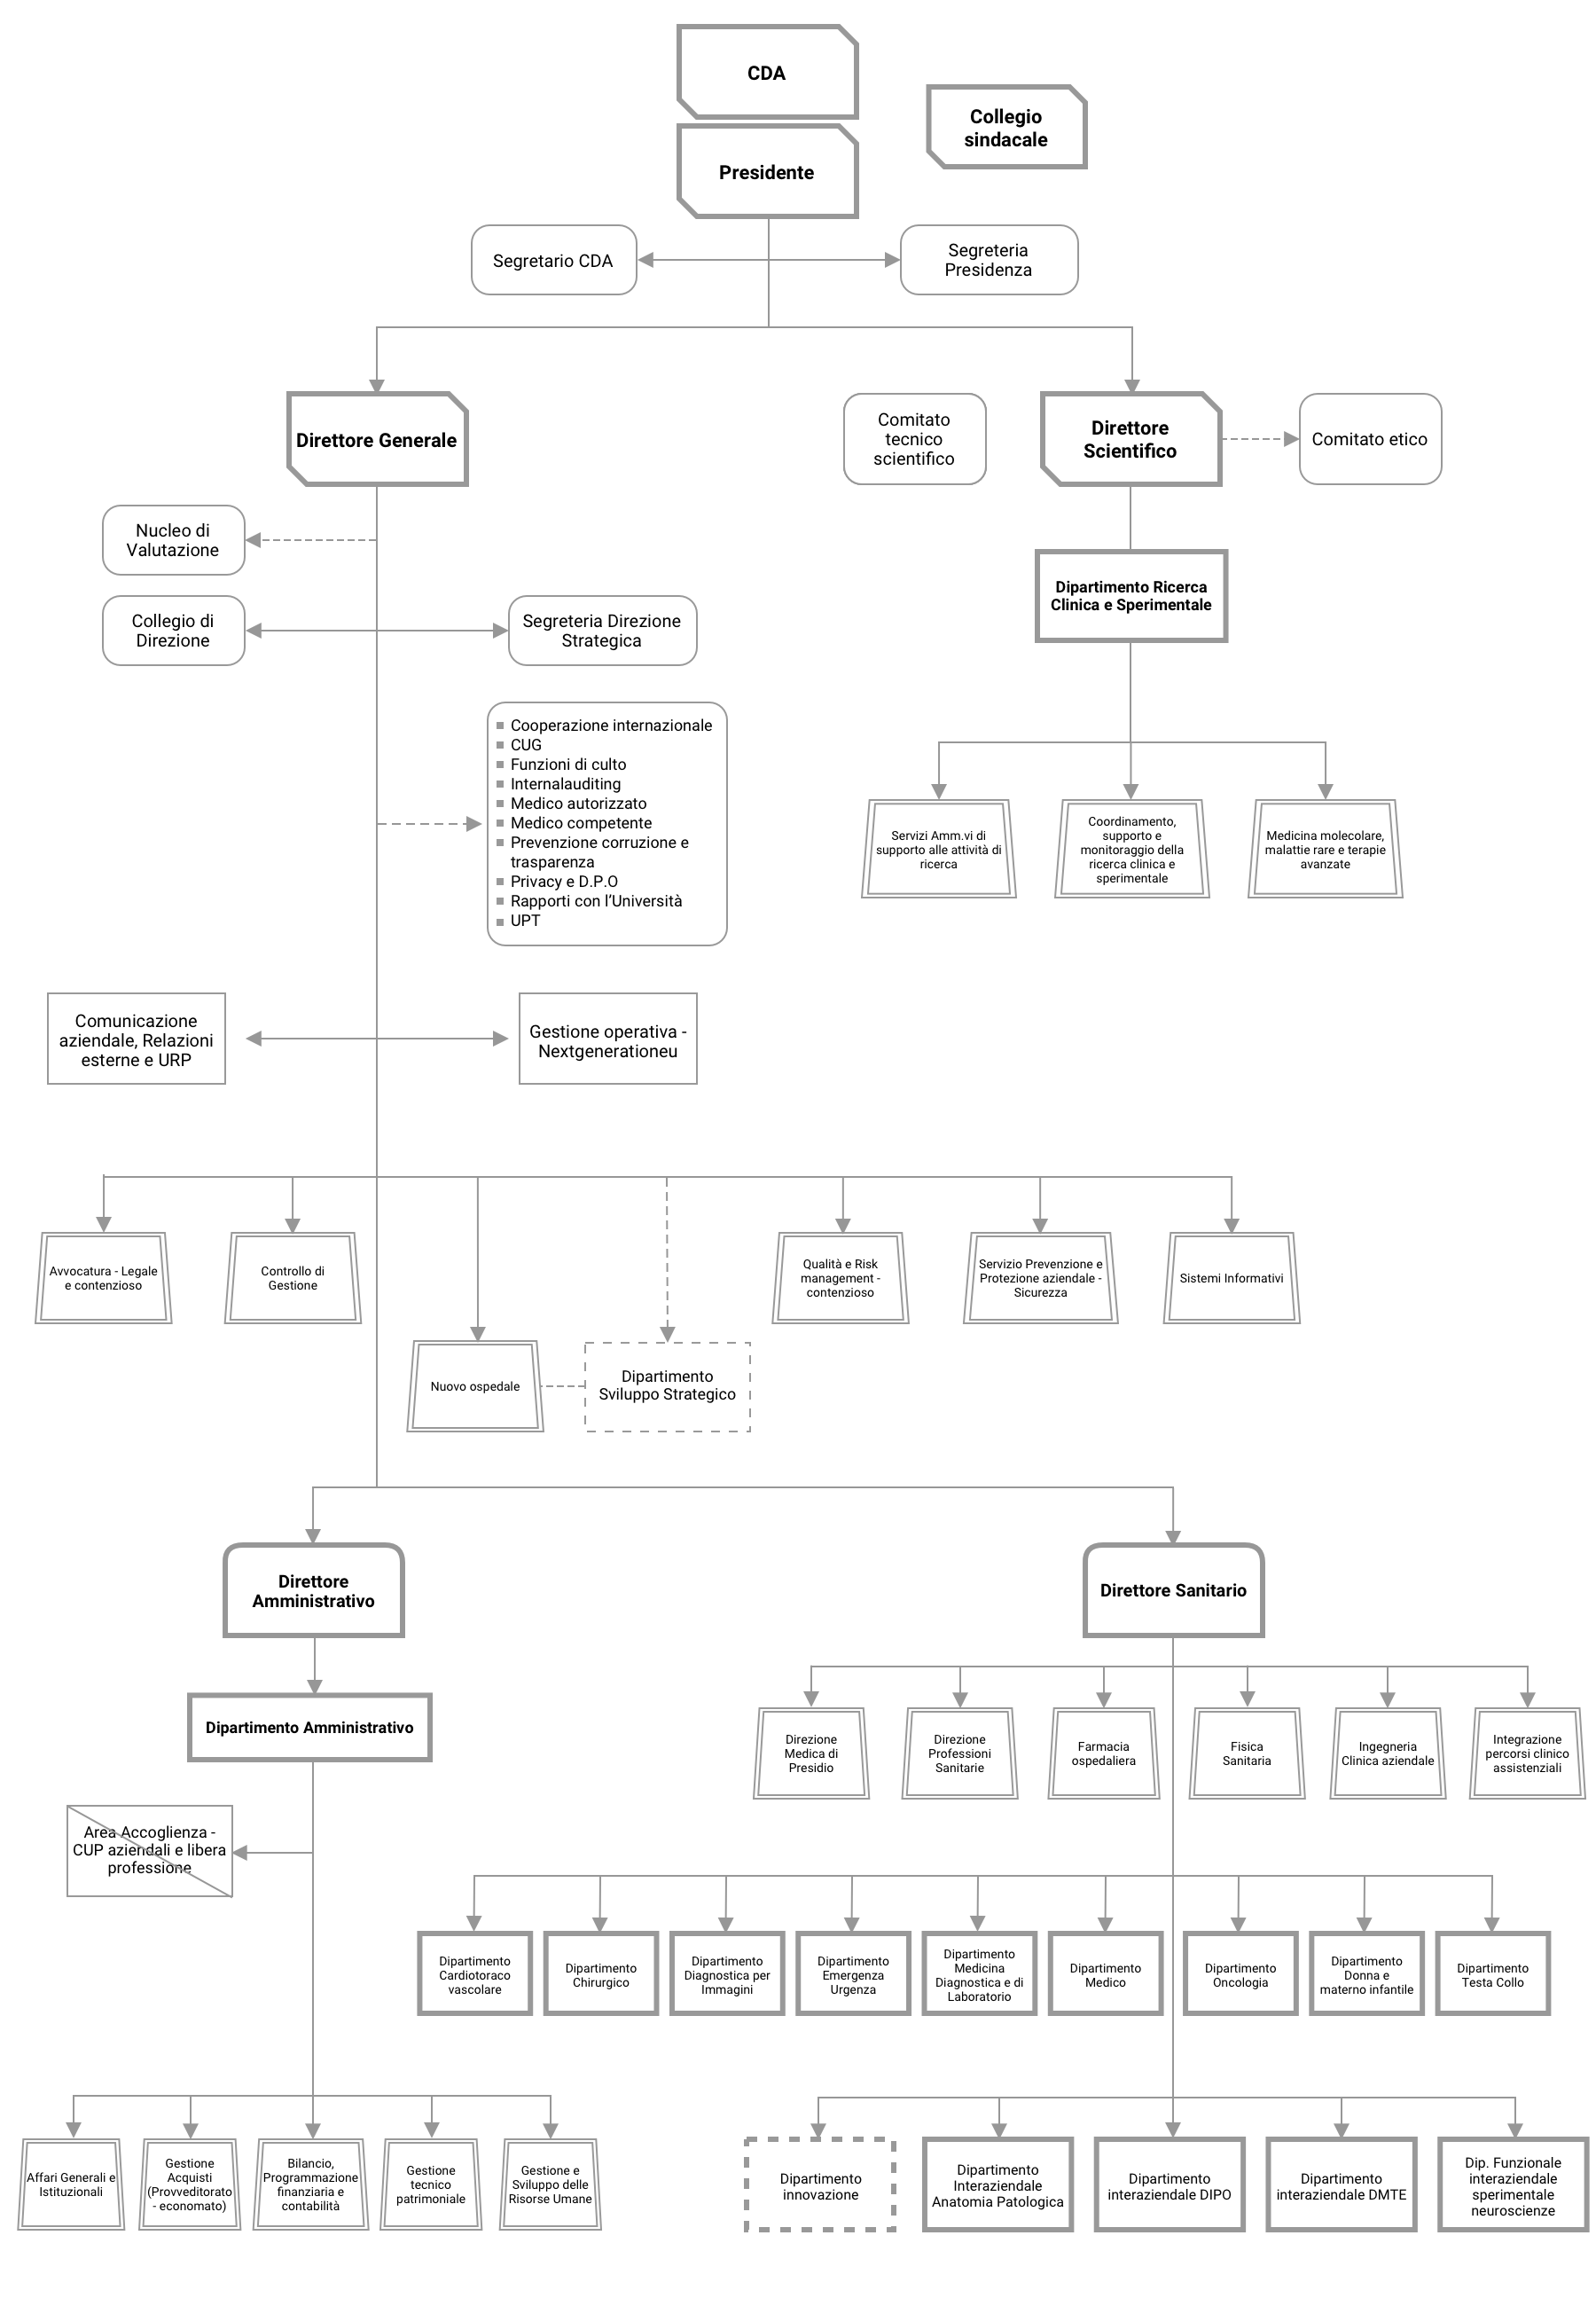 CDA
Collegio
sindacale
Presidente
Segretario CDA
Segreteria
Presidenza
Direttore Generale
Comitato
tecnico
scientifico
Direttore
Scientifico
Comitato etico
Nucleo di
Valutazione
Dipartimento Ricerca
Clinica e Sperimentale
Collegio di
Direzione
Segreteria Direzione
Strategica
Cooperazione internazionale
CUG
Funzioni di culto
Internalauditing
Medico autorizzato
Medico competente
Prevenzione corruzione e
trasparenza
Privacy e D.P.O
Rapporti con l’Università
UPT
Servizi Amm.vi di
supporto alle attività di
ricerca
Coordinamento,
supporto e
monitoraggio della
ricerca clinica e
sperimentale
Medicina molecolare,
malattie rare e terapie
avanzate
Comunicazione
aziendale, Relazioni
esterne e URP
Gestione operativa -
Nextgenerationeu
Avvocatura - Legale
e contenzioso
Controllo di
Gestione
Qualità e Risk
management -
contenzioso
Servizio Prevenzione e
Protezione aziendale -
Sicurezza
Sistemi Informativi
Nuovo ospedale
Dipartimento
Sviluppo Strategico
Direttore
Amministrativo
Direttore Sanitario
Dipartimento Amministrativo
Direzione
Medica di
Presidio
Direzione
Professioni
Sanitarie
Farmacia
ospedaliera
Fisica
Sanitaria
Ingegneria
Clinica aziendale
Integrazione
percorsi clinico
assistenziali
Area Accoglienza -
CUP aziendali e libera
professione
Dipartimento
Cardiotoraco
vascolare
Dipartimento
Chirurgico
Dipartimento
Diagnostica per
Immagini
Dipartimento
Emergenza
Urgenza
Dipartimento
Medicina
Diagnostica e di
Laboratorio
Dipartimento
Medico
Dipartimento
Oncologia
Dipartimento
Donna e
materno infantile
Dipartimento
Testa Collo
Affari Generali e
Istituzionali
Gestione
Acquisti
(Provveditorato
- economato)
Bilancio,
Programmazione
finanziaria e
contabilità
Gestione
tecnico
patrimoniale
Gestione e
Sviluppo delle
Risorse Umane
Dipartimento
innovazione
Dipartimento
Interaziendale
Anatomia Patologica
Dipartimento
interaziendale DIPO
Dipartimento
interaziendale DMTE
Dip. Funzionale
interaziendale
sperimentale
neuroscienze